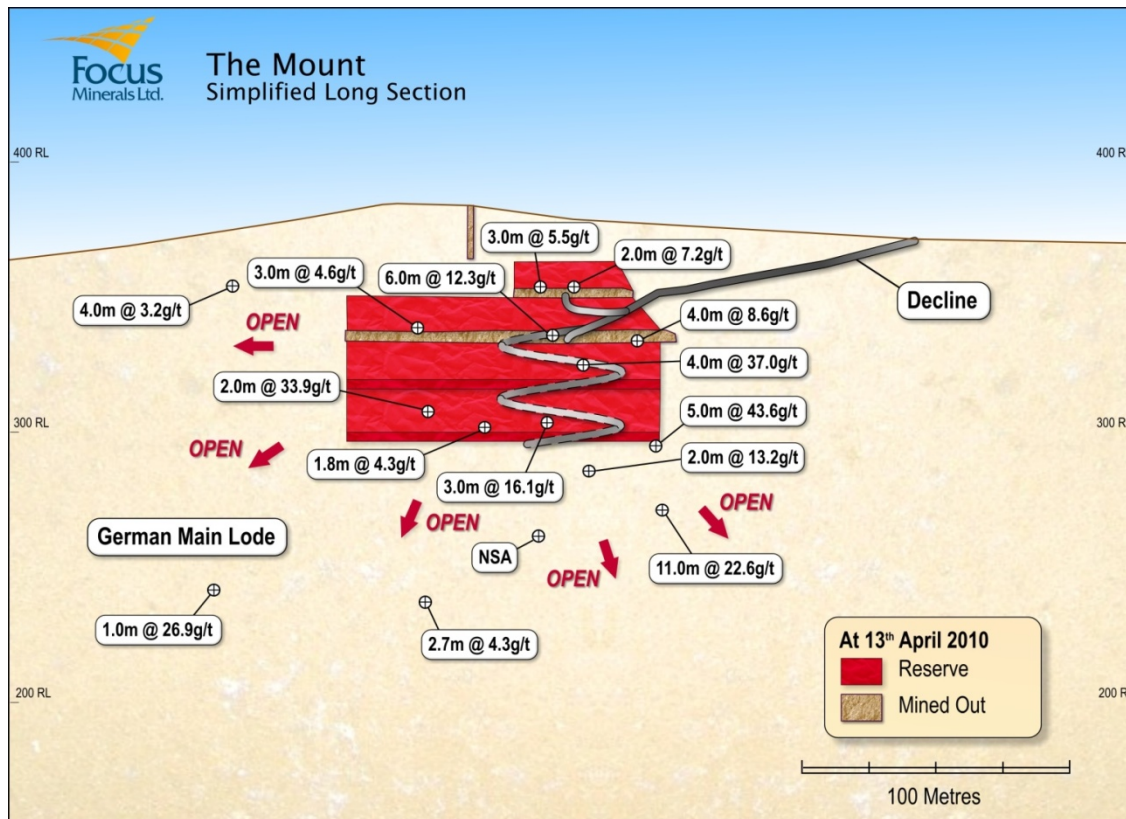 Focus
Minerals Ltd.
The Mount
Simplified Long Section
400 RL
400 R
3.0m @ 5.5g/t
2.0m @ 7.2g/t
3.0m @ 4.6g/t
6.0m @ 12.3g/t
4.0m @ 3.2g/t
Decline
OPEN
4.0m @ 8.6g/t
4.0m @ 37.0g/t
2.0m @ 33.9g/t
5.0m @ 43.6g/t
300 RL
300 R
OPEN
1.8m @ 4.3g/t
2.0m @ 13.2g/t
3.0m @ 16.1g/t
OPEN
OPEN
German Main Lode
NSA
OPEN
11.0m @ 22.6g/t
1.0m @ 26.9g/t
2.7m @ 4.3g/t
At 13th April 2010
Reserve
Mined Out
200 RL
200 R
100 Metres